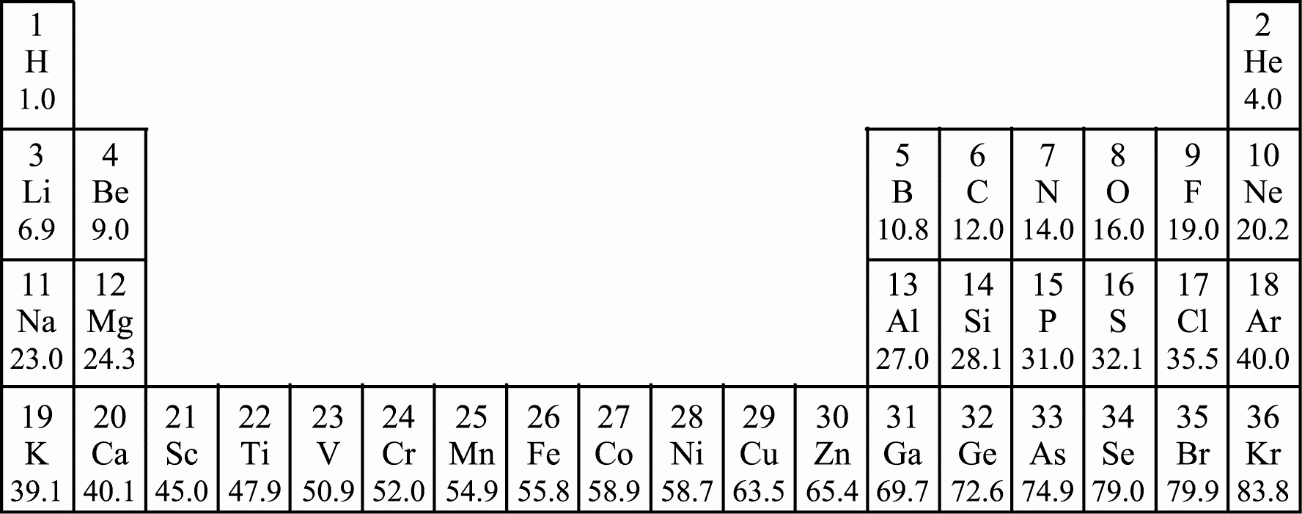 1 2
H He
1.0 4.0
3 4 5 6 7 8 9 10
Li Be B C N O F Ne
6.9 9.0 10.8 12.0 14.0 16.0 19.0 20.2
11 12 13 14 15 16 17 18
Na Mg Al Si P S Cl Ar
23.0 24.3 27.0 28.1 31.0 32.1 35.5 40.0
19 20 21 22 23 24 25 26 27 28 29 30 31 32 33 34 35 36
K Ca Sc Ti V Cr Mn Fe Co Ni Cu Zn Ga Ge As Se Br Kr
39.1 40.1 45.0 47.9 50.9 52.0 54.9 55.8 58.9 58.7 63.5 65.4 69.7 72.6 74.9 79.0 79.9 83.8